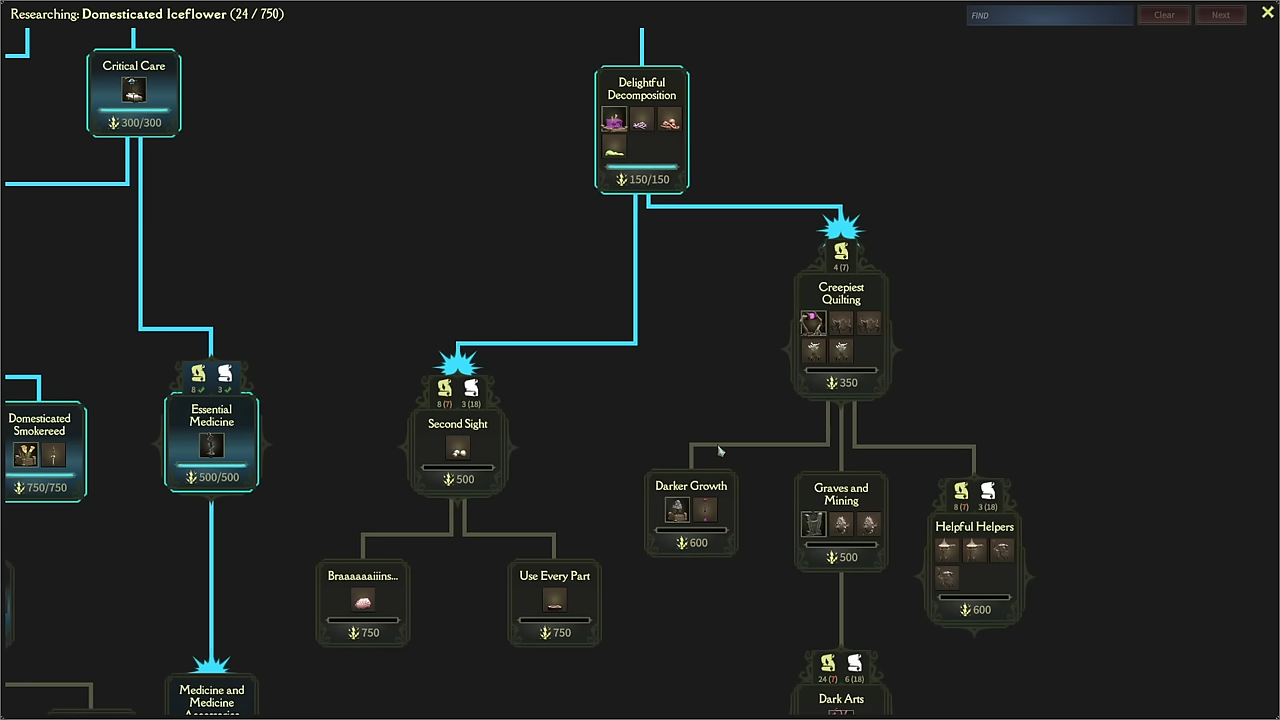 Researching: Domesticated Iceflower (24 / 750)
FIND
Clear
Next
Critical Care
300/300
Delightful
Decomposition
150/150
4 (7)
Creepiest
Quilting
350
8 ✓ 3 ✓
Essential
Medicine
500/500
Domesticated
Smokereed
750/750
8 (7) 3 (18)
Second Sight
500
Darker Growth
600
Graves and
Mining
500
8 (7) 3 (18)
Helpful Helpers
600
Braaaaaaiiins...
750
Use Every Part
750
24 (7) 6 (18)
Dark Arts
Medicine and
Medicine
Accessories